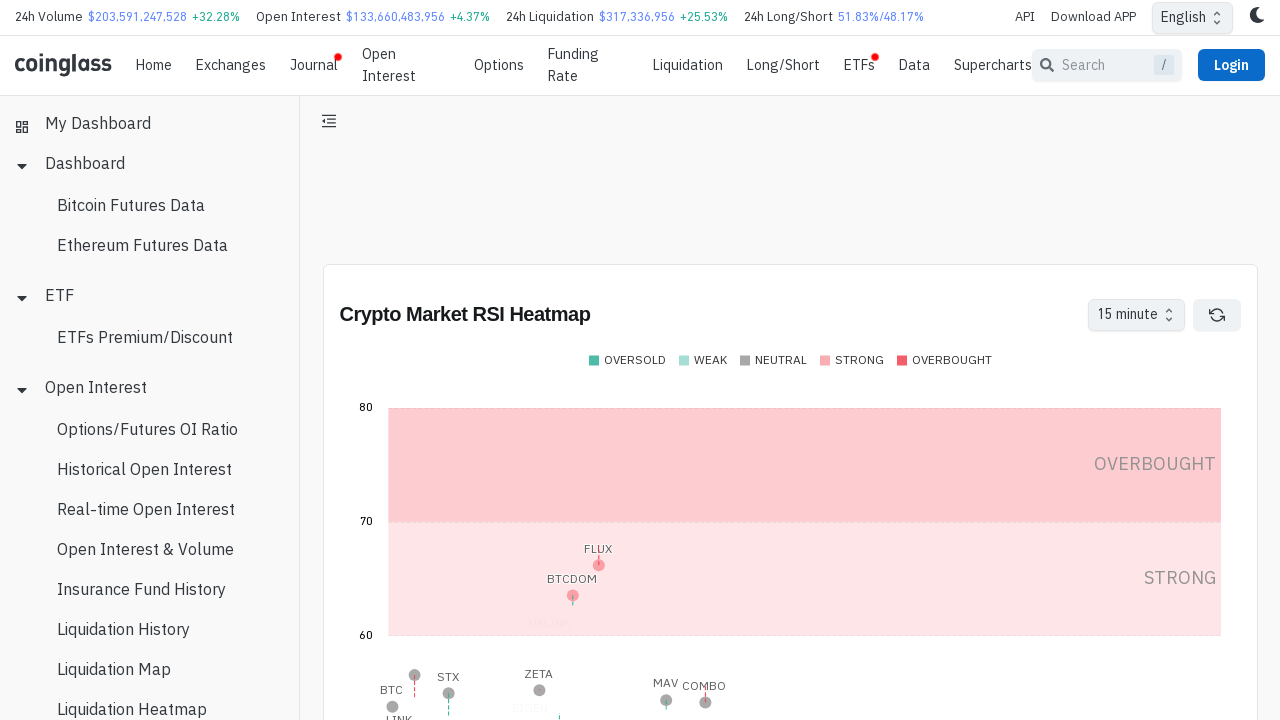 24h Volume $203,591,247,528 +32.28% Open Interest $133,660,483,956 +4.37% 24h Liquidation $317,336,956 +25.53% 24h Long/Short 51.83%/48.17% API Download APP English
coinglass Home Exchanges Journal Open Interest Options Funding Rate Liquidation Long/Short ETFs Data Supercharts Search / Login
My Dashboard
Dashboard
Bitcoin Futures Data
Ethereum Futures Data
ETF
ETFs Premium/Discount
Open Interest
Options/Futures OI Ratio
Historical Open Interest
Real-time Open Interest
Open Interest & Volume
Insurance Fund History
Liquidation History
Liquidation Map
Liquidation Heatmap
Crypto Market RSI Heatmap 15 minute
OVERSOLD WEAK NEUTRAL STRONG OVERBOUGHT
80
OVERBOUGHT
70
FLUX
BTCDOM STRONG
60
ZETA
STX
MAV COMBO
BTC
EIGEN
LINK